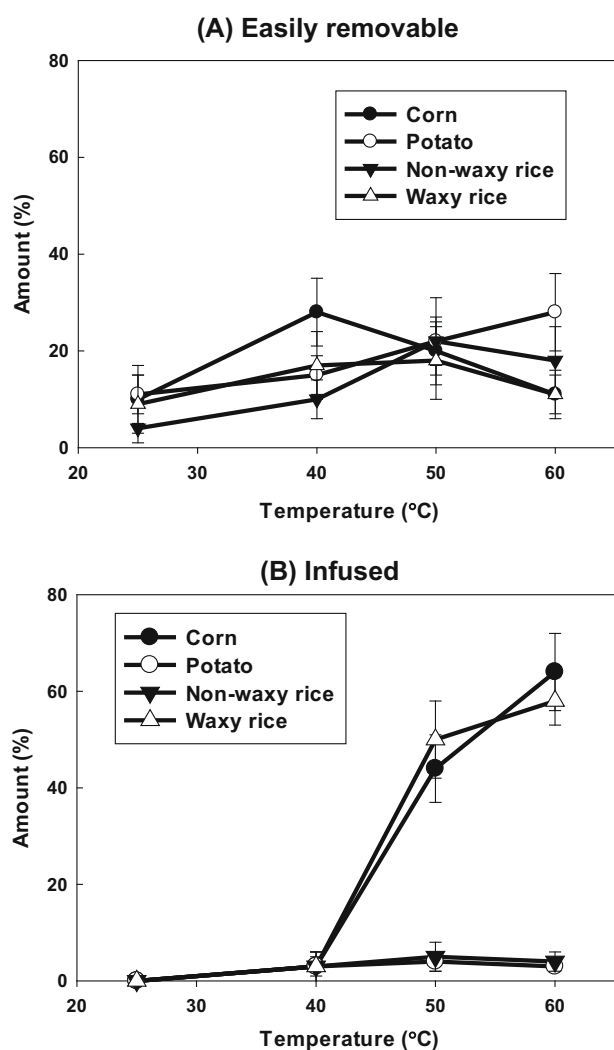 (A) Easily removable
80
60
40
20
0
Amount (%)
Corn
Potato
Non-waxy rice
Waxy rice
20 30 40 50 60
Temperature (°C)
(B) Infused
80
60
40
20
0
Amount (%)
Corn
Potato
Non-waxy rice
Waxy rice
20 30 40 50 60
Temperature (°C)